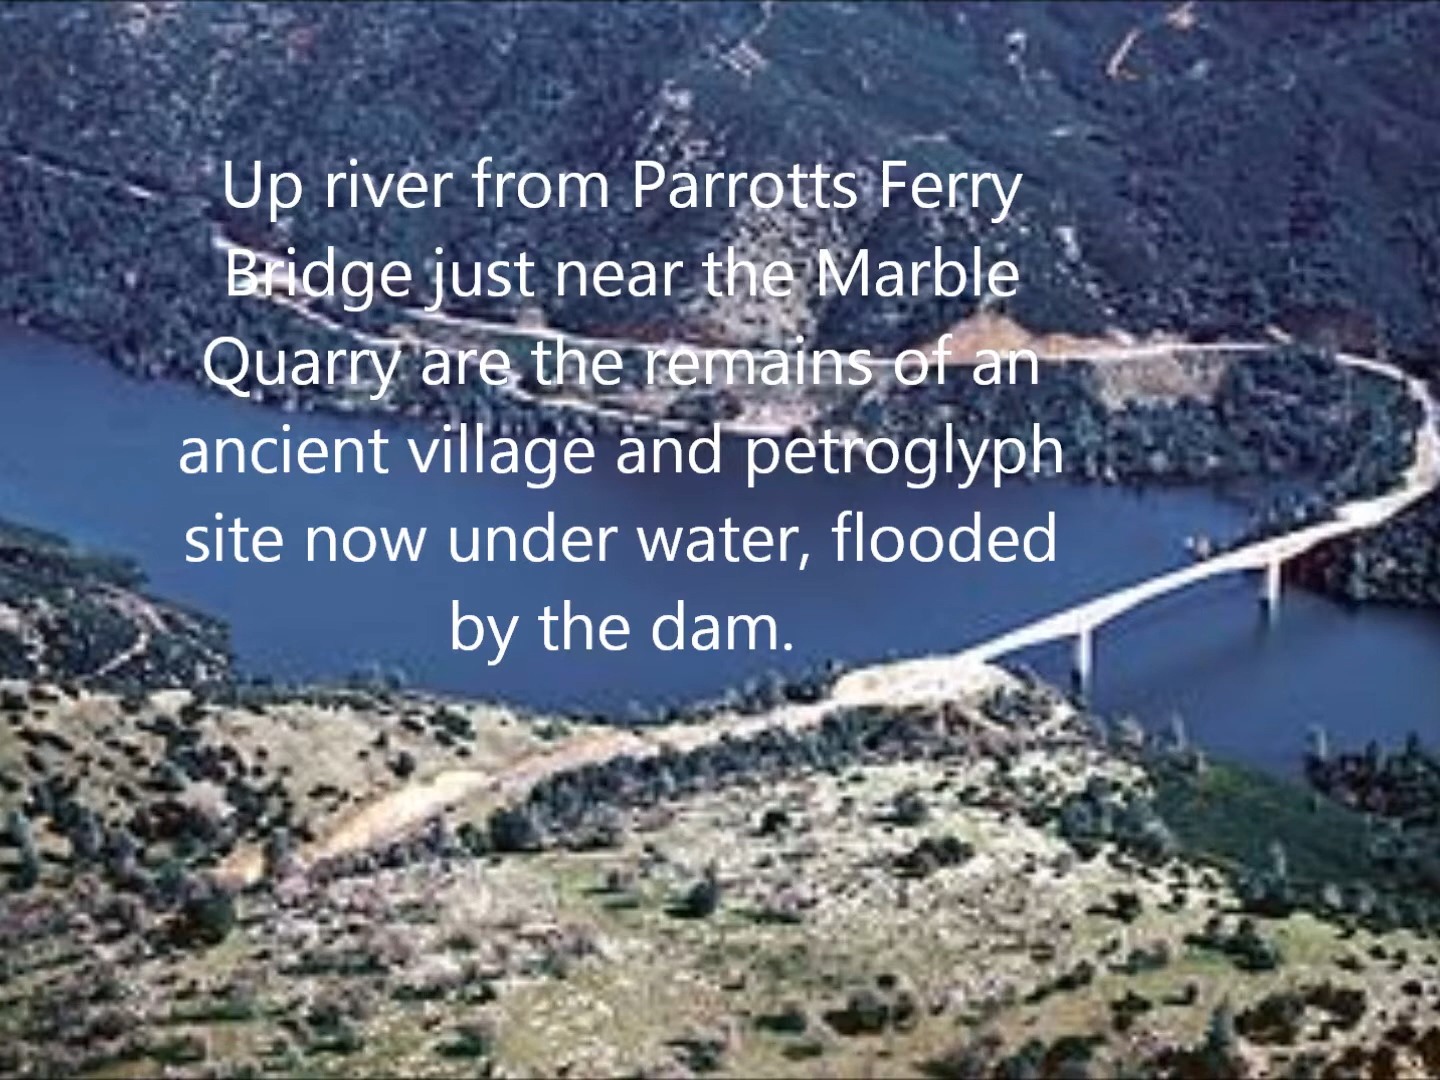 Up river from Parrotts Ferry
Bridge just near the Marble
Quarry are the remains of an
ancient village and petroglyph
site now under water, flooded
by the dam.